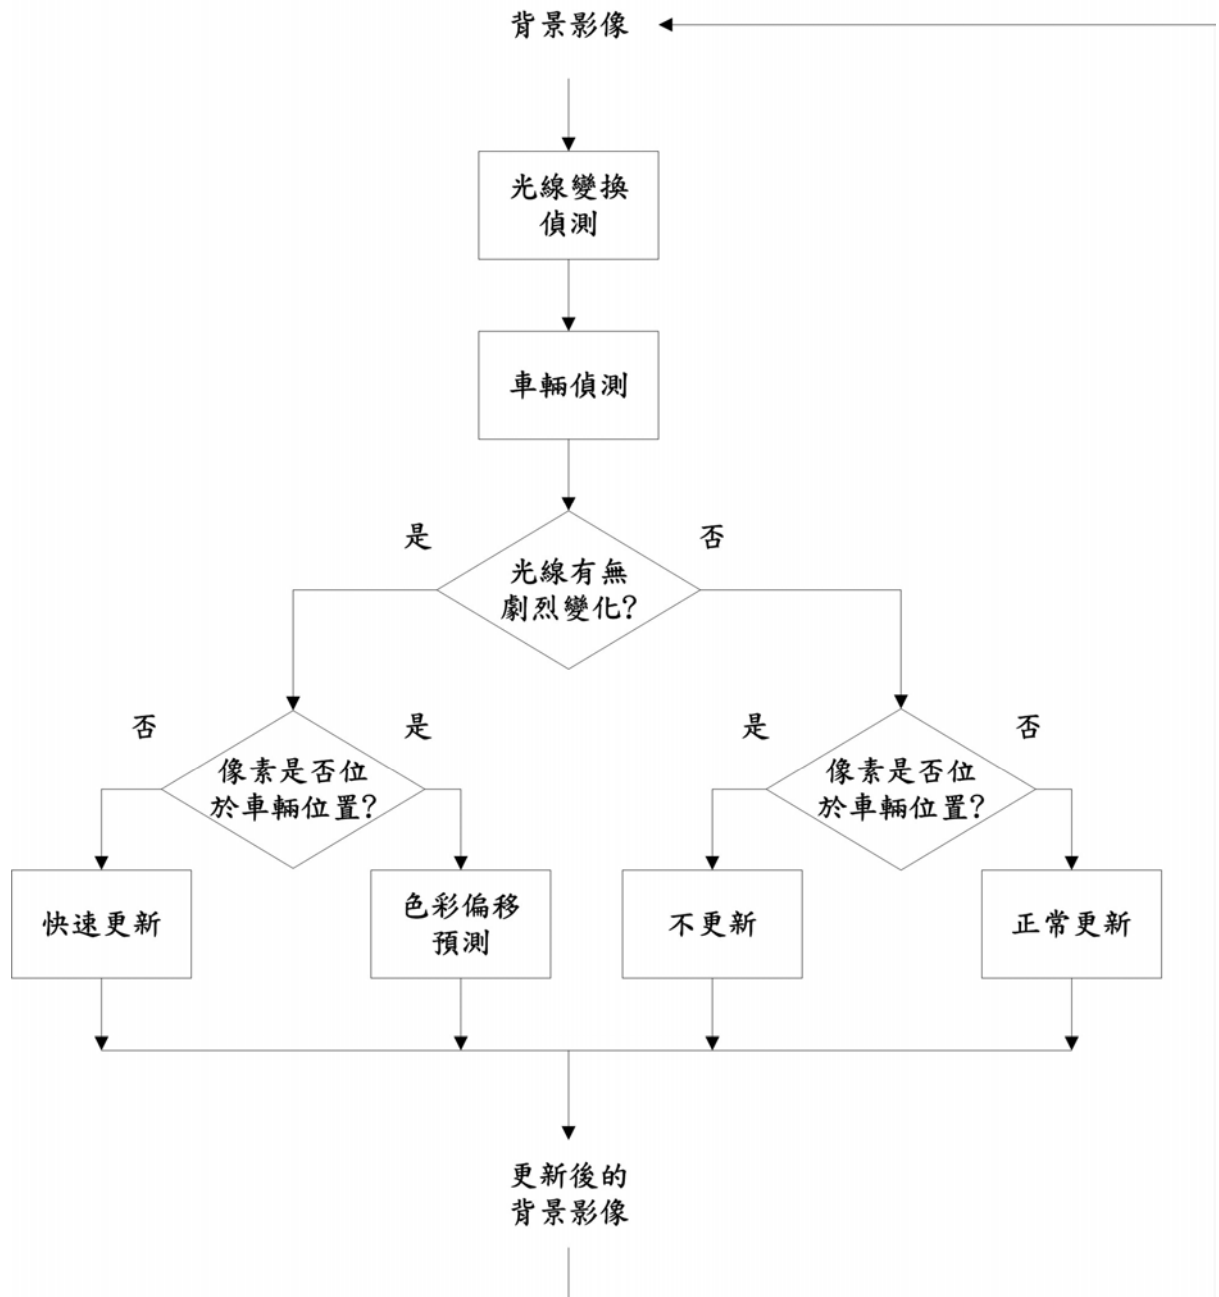 背景影像
光線變換
偵測
車輛偵測
是
否
光線有無
劇烈變化?
否
是
是
否
像素是否位
於車輛位置?
像素是否位
於車輛位置?
快速更新
色彩偏移
預測
不更新
正常更新
更新後的
背景影像